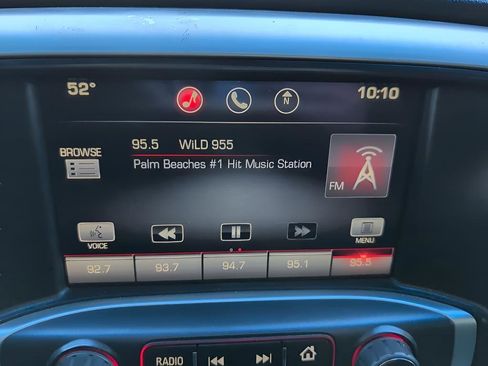 52°
N
10:10
95.5 WiLD 955
BROWSE
Palm Beaches #1 Hit Music Station
FM
VOICE
MENU
92.7 93.7 94.7 95.1 95.5
RADIO